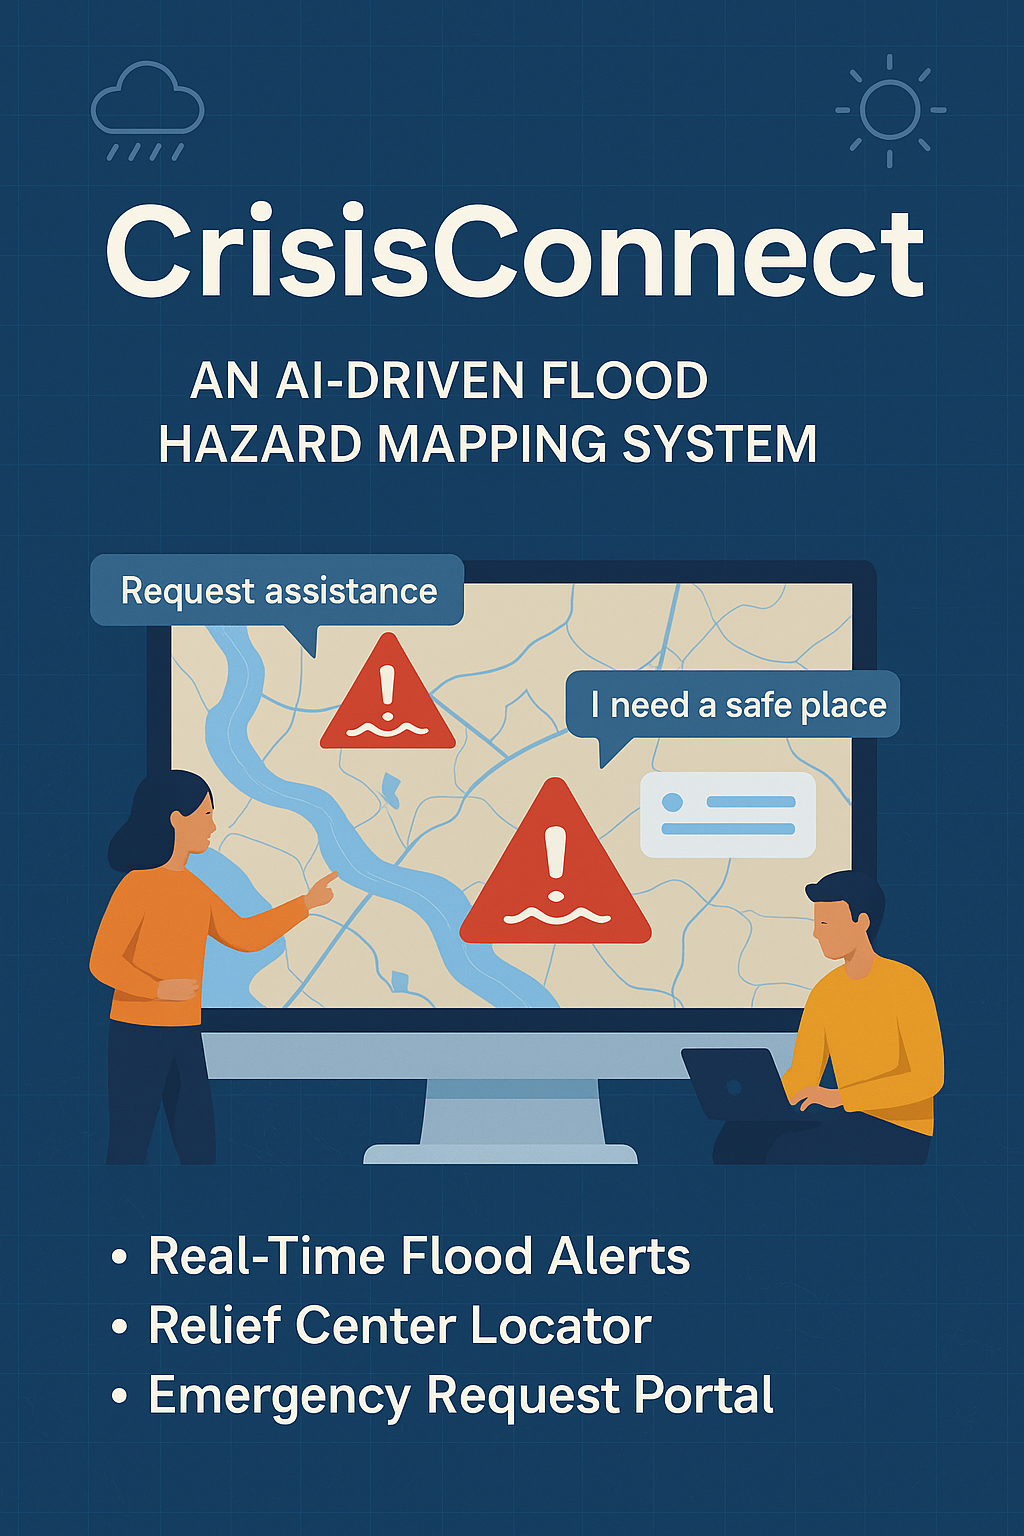 CrisisConnect
AN AI-DRIVEN FLOOD
HAZARD MAPPING SYSTEM
Request assistance
I need a safe place
• Real-Time Flood Alerts
• Relief Center Locator
• Emergency Request Portal